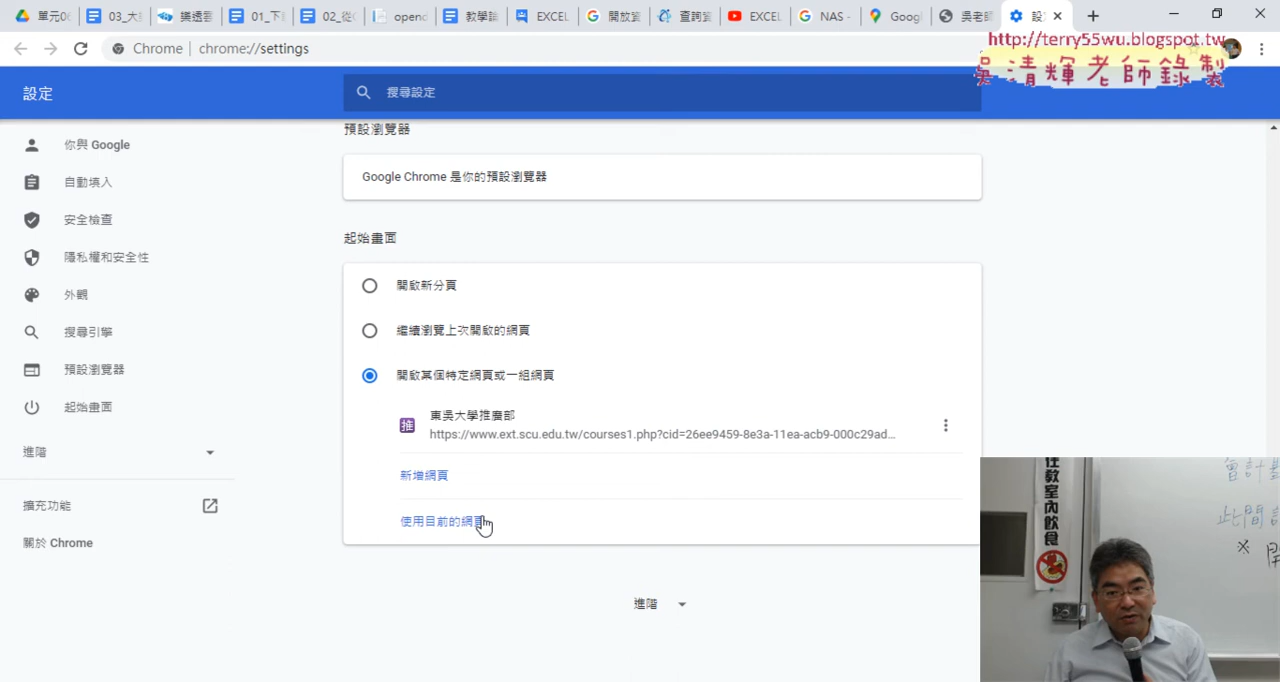 單元0
03_大
樂透
01_下
02_從
opend
教學
EXCEL
開放資
查詢資
EXCEL
NAS -
Goog
吳老師
設
Chrome chrome://settings
http://terry55wu.blogspot.tw
吳清輝老師錄製
設定
搜尋設定
你與 Google
自動填入
安全檢查
隱私權和安全性
外觀
搜尋引擎
預設瀏覽器
起始畫面
進階
擴充功能
關於 Chrome
預設瀏覽器
Google Chrome 是你的預設瀏覽器
起始畫面
開啟新分頁
繼續瀏覽上次開啟的網頁
開啟某個特定網頁或一組網頁
推
東吳大學推廣部
https://www.ext.scu.edu.tw/courses1.php?cid=26ee9459-8e3a-11ea-acb9-000c29ad...
新增網頁
使用目前的網頁
進階
任教室內飲食
會計
此間
※ 開